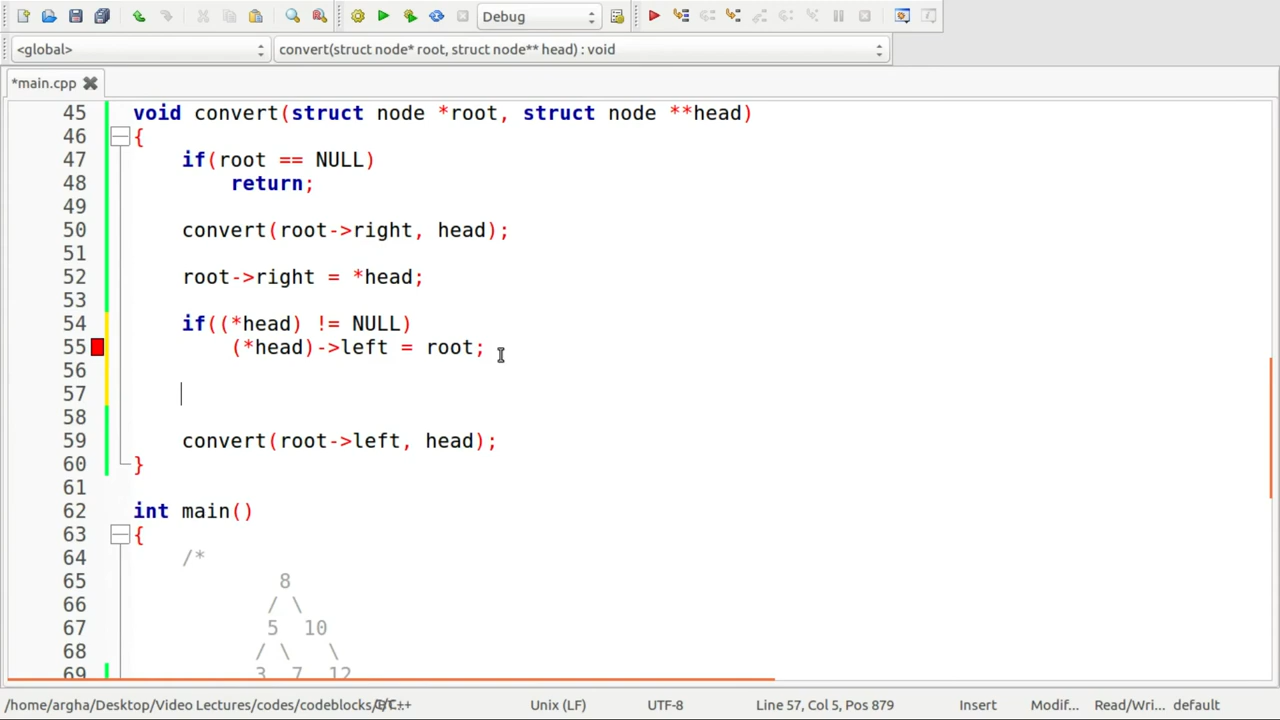 Debug
<global> convert(struct node* root, struct node** head) : void
*main.cpp
45 void convert(struct node *root, struct node **head)
46 {
47 if(root == NULL)
48 return;
49
50 convert(root->right, head);
51
52 root->right = *head;
53
54 if((*head) != NULL)
55 (*head)->left = root;
56
57
58
59 convert(root->left, head);
60 }
61
62 int main()
63 {
64 /*
65 8
66 / \
67 5 10
68 / \ \
69 3 7 12
/home/argha/Desktop/Video Lectures/codes/codeblocks/ C/C++ Unix (LF) UTF-8 Line 57, Col 5, Pos 879 Insert Modif... Read/Wri... default